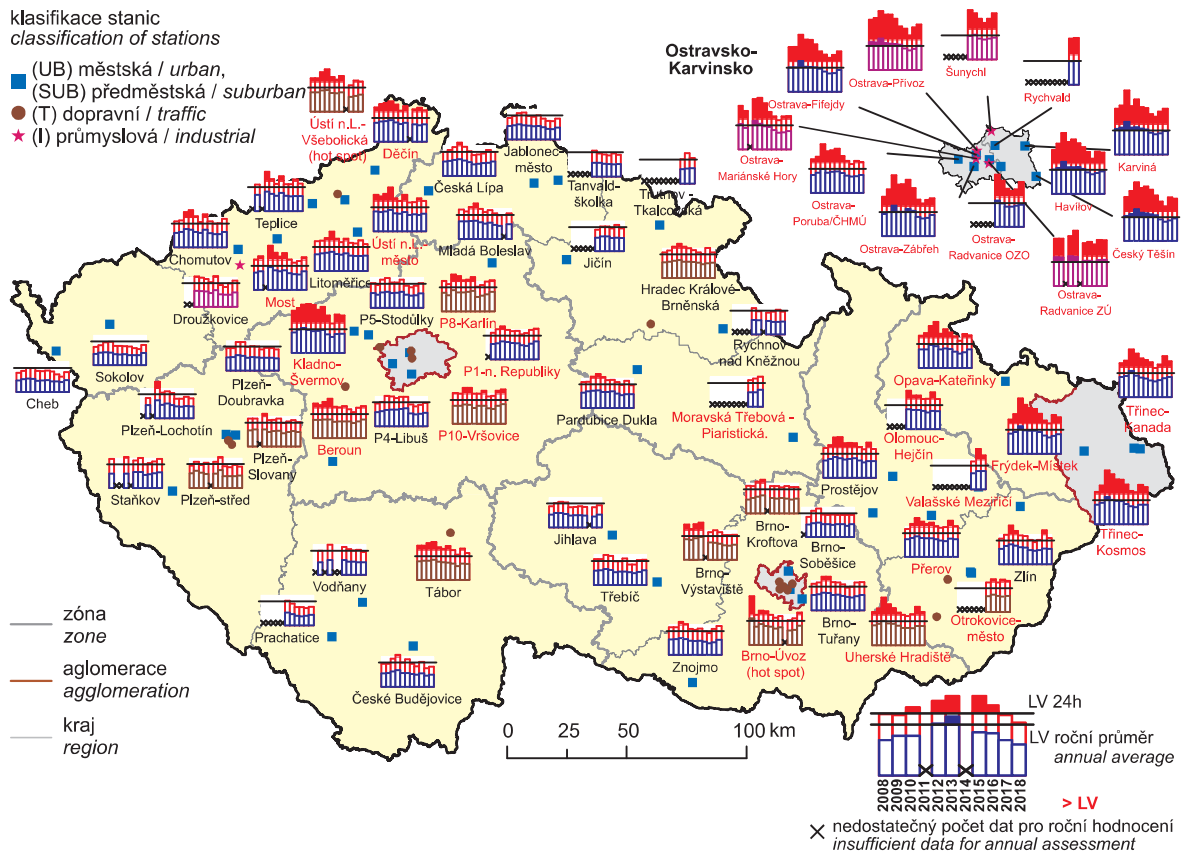 klasifikace stanic
classification of stations
(UB) městská / urban,
(SUB) předměstská / suburban
(T) dopravní / traffic
(I) průmyslová / industrial
Ostravsko-
Karvinsko
Ostrava-Přívoz
Šunychl
Rychvald
Ostrava-Fifejdy
Ostrava-
Mariánské Hory
Karviná
Ostrava-
Poruba/ČHMÚ
Havířov
Ostrava-Zábřeh
Ostrava-
Radvanice OZO
Český Těšín
Ostrava-
Radvanice ZÚ
Ústí n.L.-
Všebořická
(hot spot)
Děčín
Jablonec-
město
Česká Lípa
Tanvald-
školka
Trutnov -
Tkalcovská
Teplice
Ústí n.L.-
město
Mladá Boleslav
Jičín
Chomutov
Most
Litoměřice
Hradec Králové-
Brněnská
Droužkovice
P5-Stodůlky
P8-Karlín
Rychnov
nad Kněžnou
Kladno-
Švermov
P1-n. Republiky
Sokolov
Cheb
Plzeň-
Doubravka
Plzeň-Lochotín
Beroun
P4-Libuš
P10-Vršovice
Pardubice Dukla
Moravská Třebová -
Piaristická.
Opava-Kateřinky
Třinec-
Kanada
Plzeň-
Slovany
Staňkov
Plzeň-střed
Olomouc-
Hejčín
Frýdek-Místek
Prostějov
Valašské Meziříčí
Třinec-
Kosmos
Jihlava
Brno-
Kroftova
Brno-
Soběšice
Vodňany
Tábor
Třebíč
Brno-
Výstaviště
Přerov
Zlín
Prachatice
Brno-
Tuřany
Otrokovice-
město
Znojmo
Brno-Úvoz
(hot spot)
Uherské Hradiště
České Budějovice
zóna
zone
aglomerace
agglomeration
kraj
region
0 25 50 100 km
LV 24h
LV roční průměr
annual average
2008 2009 2010 2011 2012 2013 2014 2015 2016 2017 2018
> LV
nedostatečný počet dat pro roční hodnocení
insufficient data for annual assessment